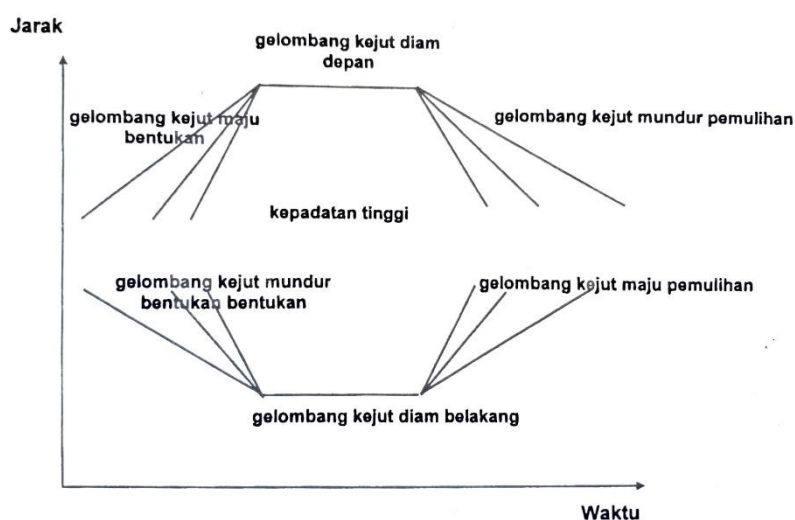 Jarak
gelombang kejut diam
depan
gelombang kejut maju
bentukan
gelombang kejut mundur pemulihan
kepadatan tinggi
gelombang kejut mundur
bentukan bentukan
gelombang kejut maju pemulihan
gelombang kejut diam belakang
Waktu